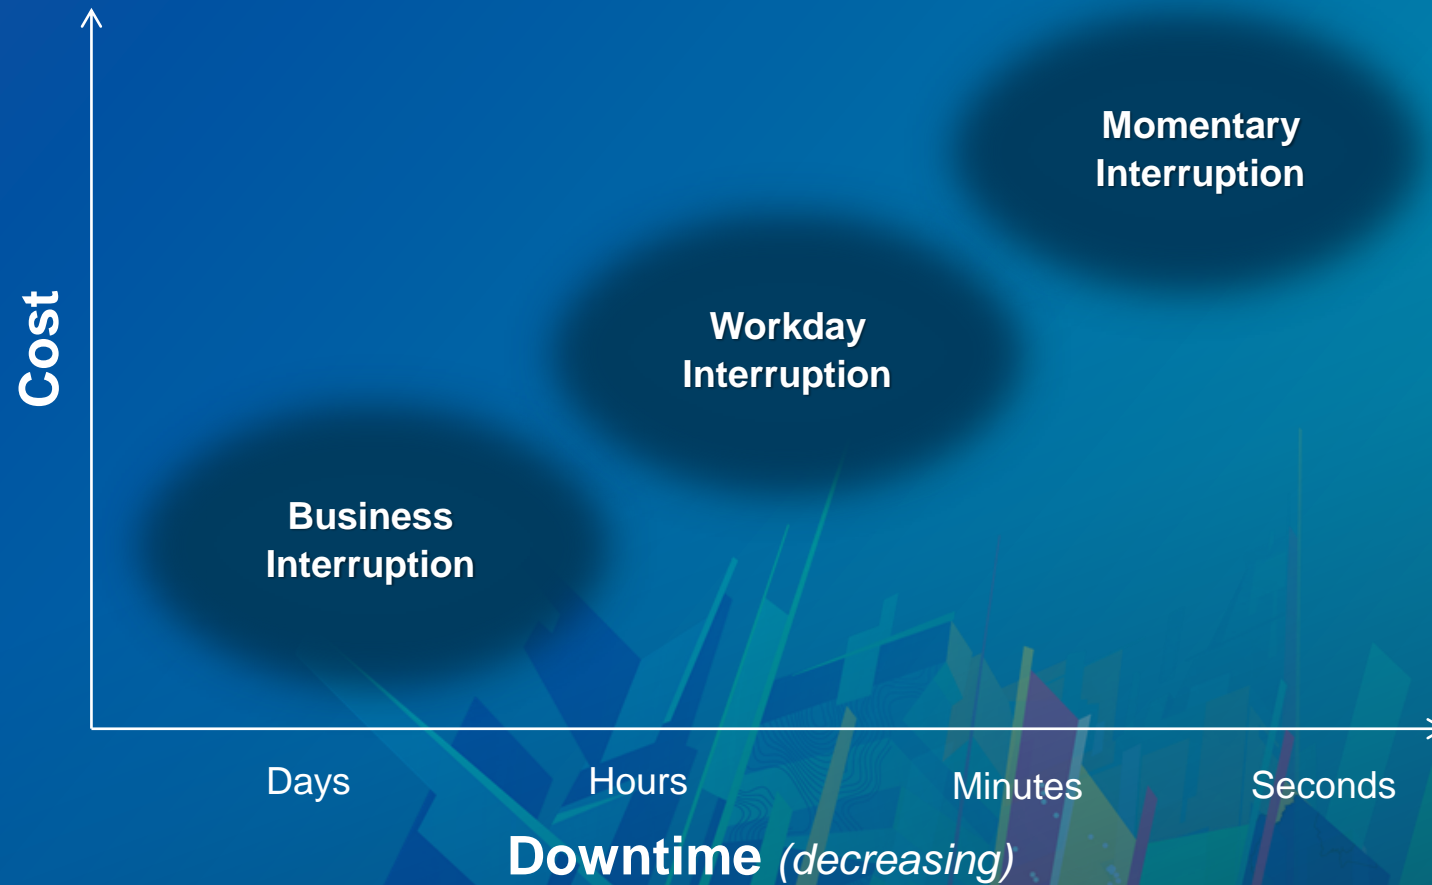 Momentary
Interruption
Workday
Interruption
Cost
Business
Interruption
Days
Hours
Minutes
Seconds
Downtime (decreasing)